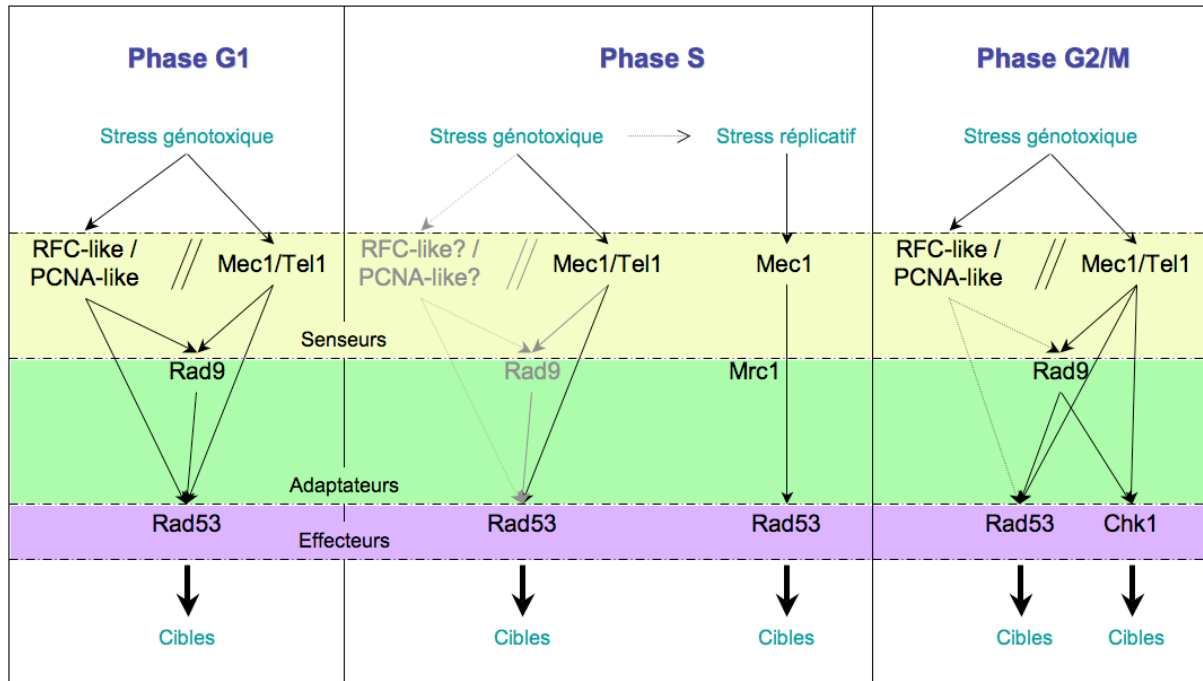 Phase G1
Phase S
Phase G2/M
Stress génotoxique
Stress génotoxique
Stress réplicatif
Stress génotoxique
RFC-like /
PCNA-like
//
Mec1/Tel1
RFC-like? /
PCNA-like?
//
Mec1/Tel1
Mec1
RFC-like /
PCNA-like
//
Mec1/Tel1
Senseurs
Rad9
Rad9
Mrc1
Rad9
Adaptateurs
Rad53
Rad53
Rad53
Rad53
Chk1
Effecteurs
Cibles
Cibles
Cibles
Cibles
Cibles